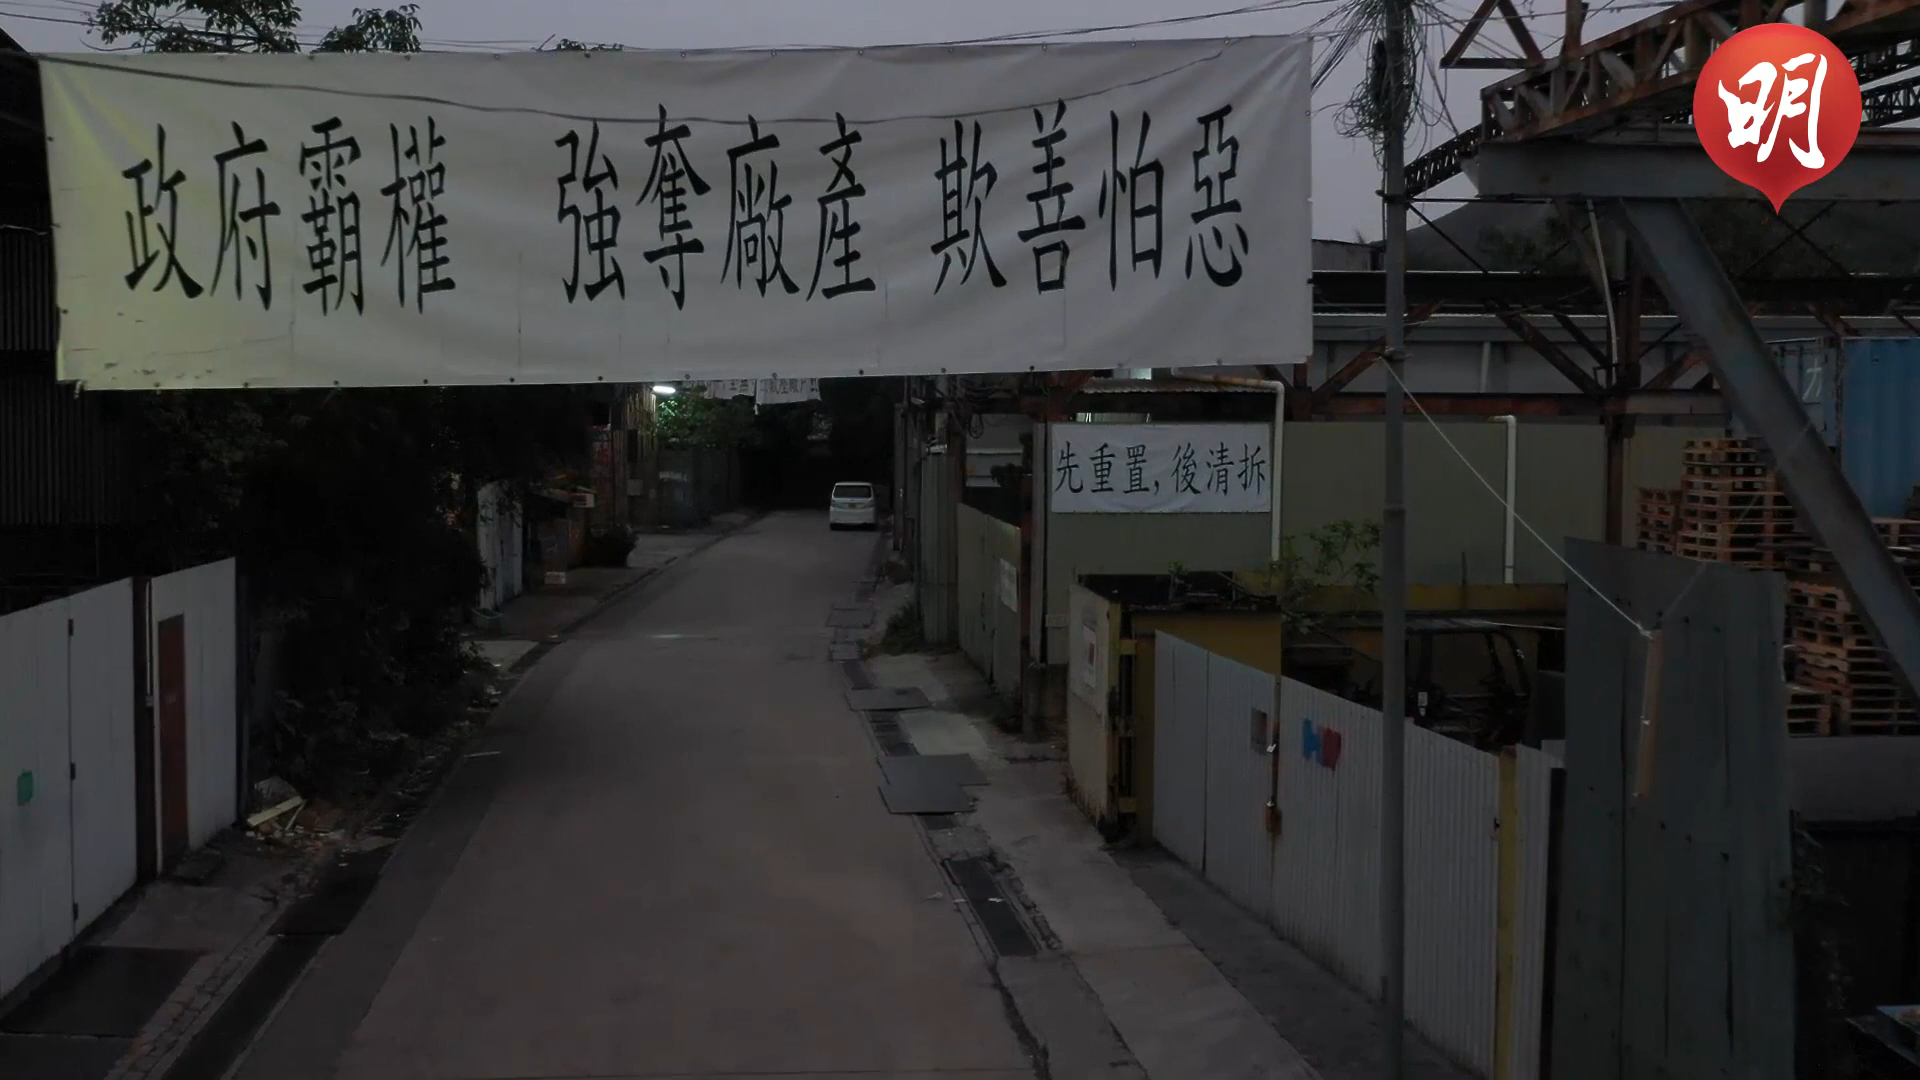 明
政府霸權 強奪廠產 欺善怕惡
先重置,後清拆